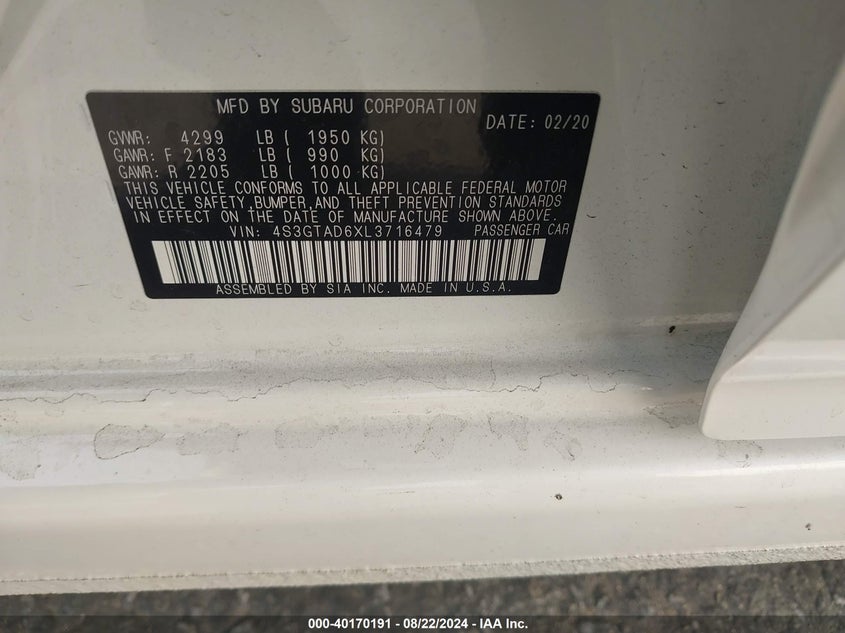 MFD BY SUBARU CORPORATION
DATE: 02/20
GVWR: 4299 LB ( 1950 KG)
GAWR: F 2183 LB ( 990 KG)
GAWR: R 2205 LB ( 1000 KG)
THIS VEHICLE CONFORMS TO ALL APPLICABLE FEDERAL MOTOR
VEHICLE SAFETY, BUMPER, AND THEFT PREVENTION STANDARDS
IN EFFECT ON THE DATE OF MANUFACTURE SHOWN ABOVE.
VIN: 4S3GTAD6XL3716479 PASSENGER CAR
ASSEMBLED BY SIA INC. MADE IN U.S.A.
000-40170191 - 08/22/2024 - IAA Inc.